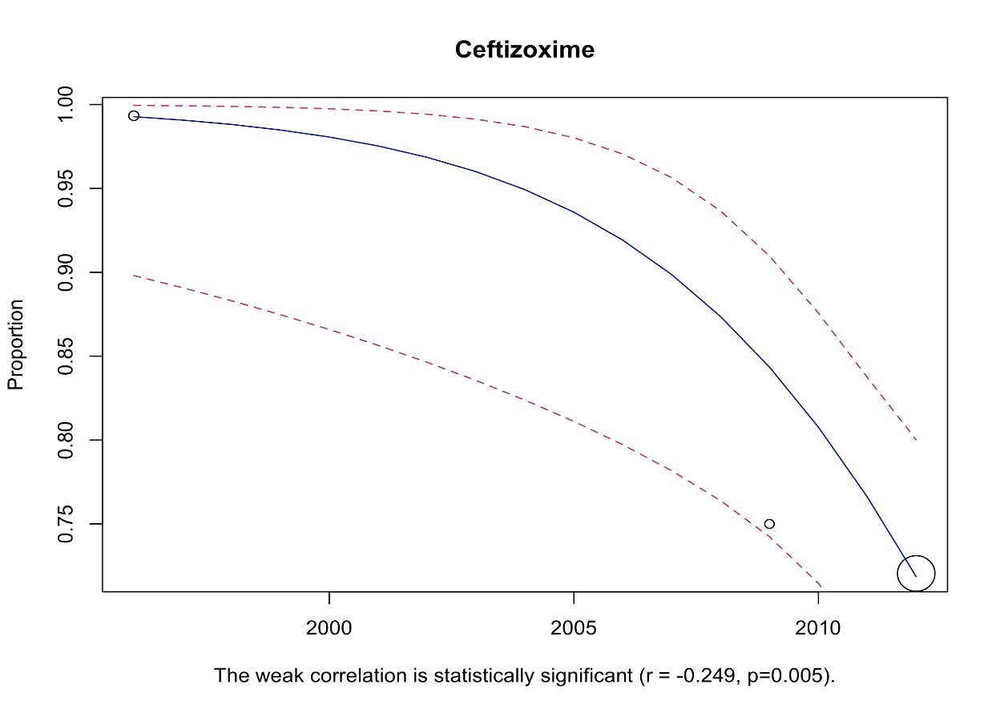 Ceftizoxime
1.00
0.95
0.90
0.85
0.80
0.75
Proportion
2000 2005 2010
The weak correlation is statistically significant (r = -0.249, p=0.005).